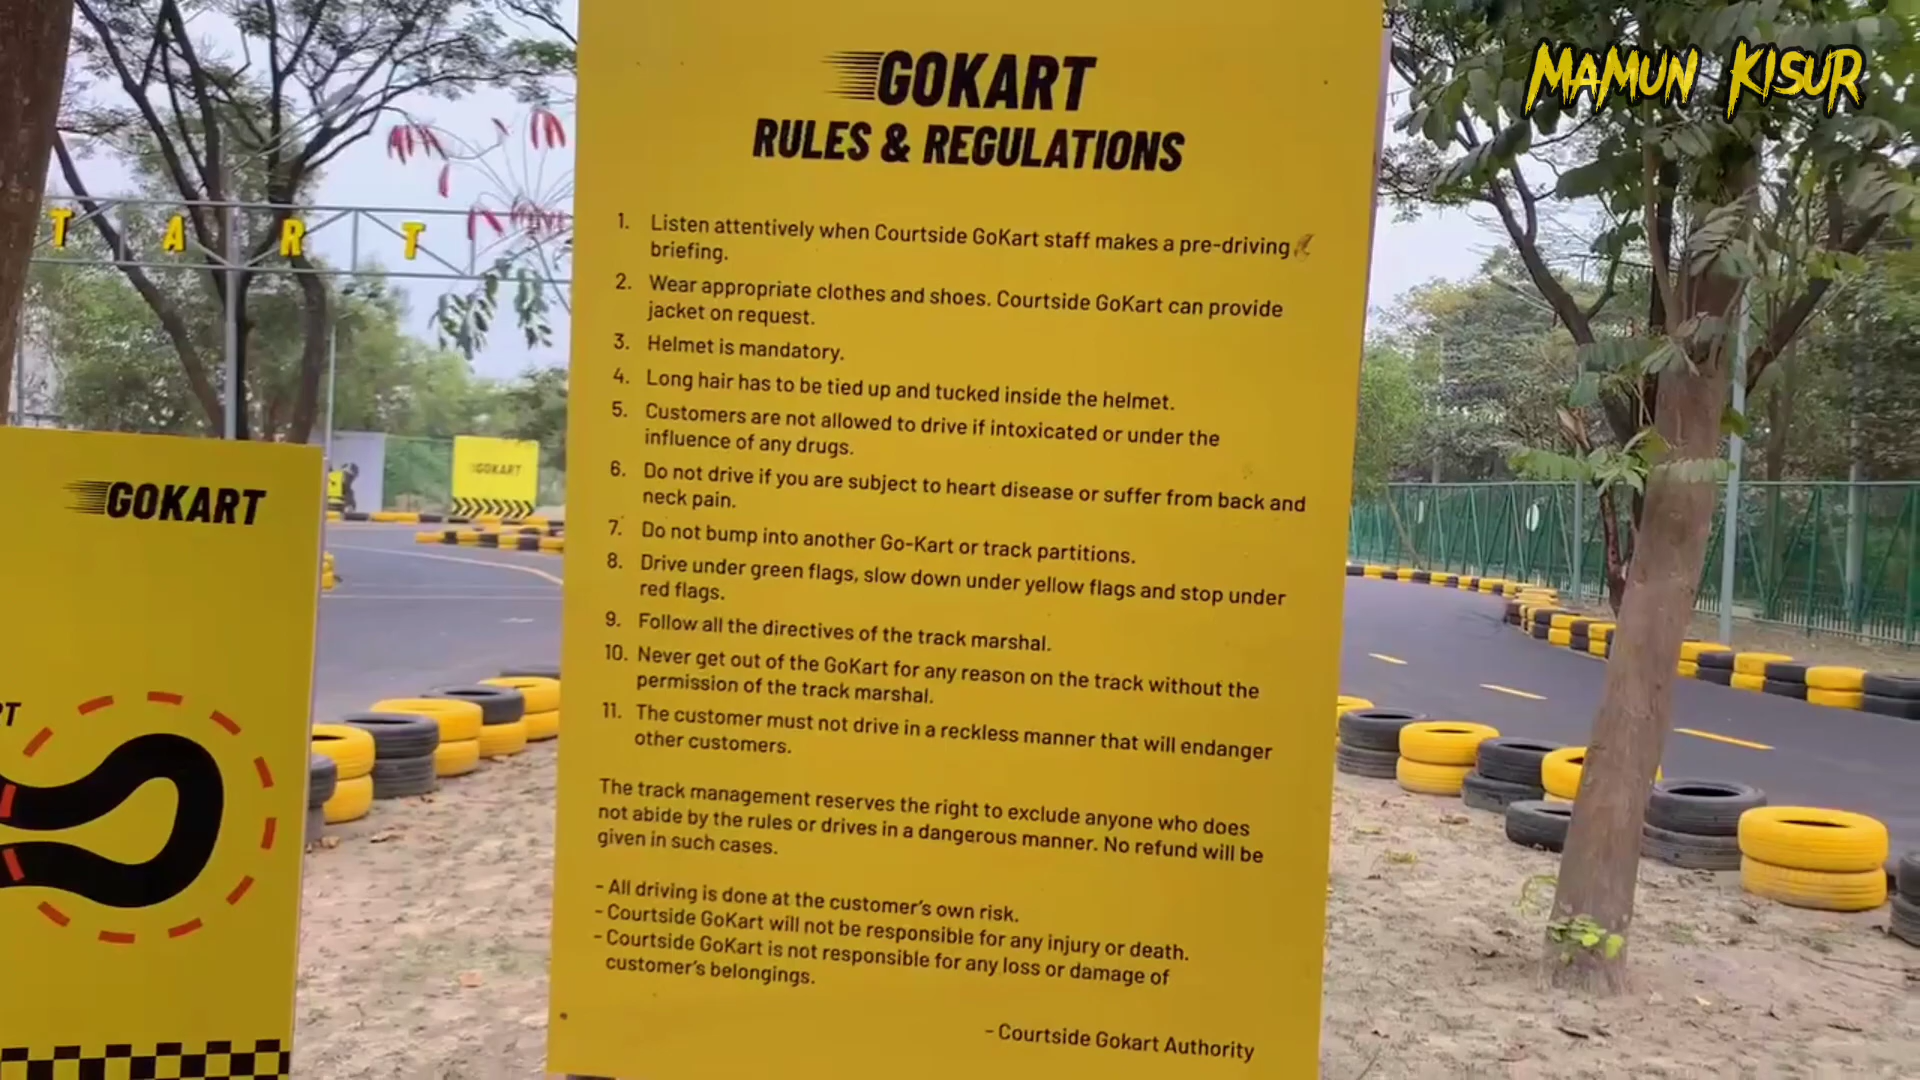 MAMUN KISUR
GOKART
RULES & REGULATIONS
1. Listen attentively when Courtside GoKart staff makes a pre-driving
briefing.
2. Wear appropriate clothes and shoes. Courtside GoKart can provide
jacket on request.
3. Helmet is mandatory.
4. Long hair has to be tied up and tucked inside the helmet.
5. Customers are not allowed to drive if intoxicated or under the
influence of any drugs.
6. Do not drive if you are subject to heart disease or suffer from back and
neck pain.
7. Do not bump into another Go-Kart or track partitions.
8. Drive under green flags, slow down under yellow flags and stop under
red flags.
9. Follow all the directives of the track marshal.
10. Never get out of the GoKart for any reason on the track without the
permission of the track marshal.
11. The customer must not drive in a reckless manner that will endanger
other customers.
The track management reserves the right to exclude anyone who does
not abide by the rules or drives in a dangerous manner. No refund will be
given in such cases.
- All driving is done at the customer's own risk.
- Courtside GoKart will not be responsible for any injury or death.
- Courtside GoKart is not responsible for any loss or damage of
customer's belongings.
- Courtside Gokart Authority
T A R T
GOKART
GOKART
RT